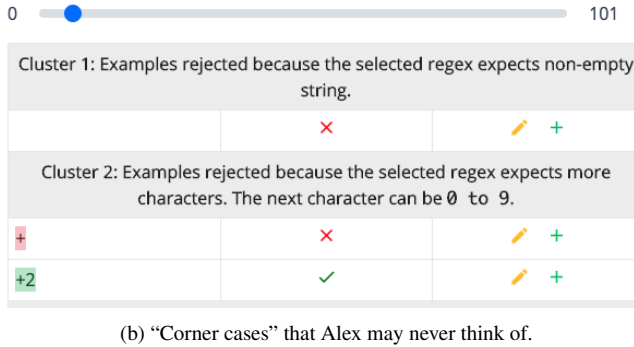 0 101
Cluster 1: Examples rejected because the selected regex expects non-empty
string.
Cluster 2: Examples rejected because the selected regex expects more
characters. The next character can be 0 to 9.
+
+2
(b) “Corner cases” that Alex may never think of.